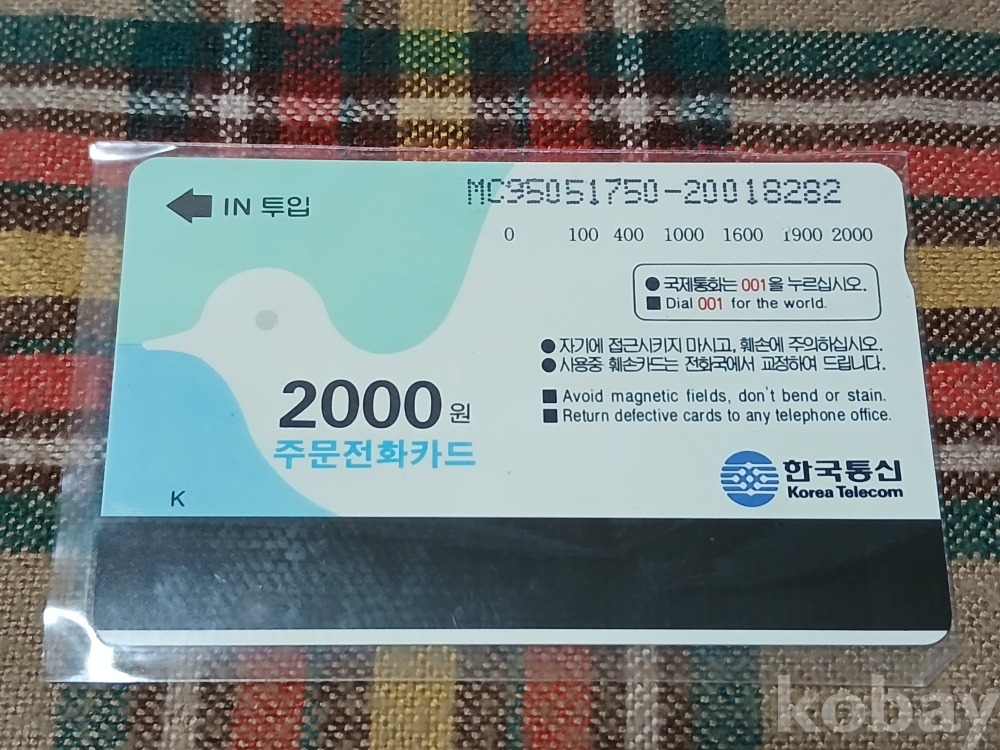 IN 투입
MC95051750-20018282
0 100 400 1000 1600 1900 2000
● 국제통화는 001을 누르십시오.
■ Dial 001 for the world.
● 자기에 접근시키지 마시고, 훼손에 주의하십시오.
● 사용중 훼손카드는 전화국에서 교정하여 드립니다.
■ Avoid magnetic fields, don't bend or stain.
■ Return defective cards to any telephone office.
2000원
주문전화카드
한국통신
Korea Telecom
K
kobay